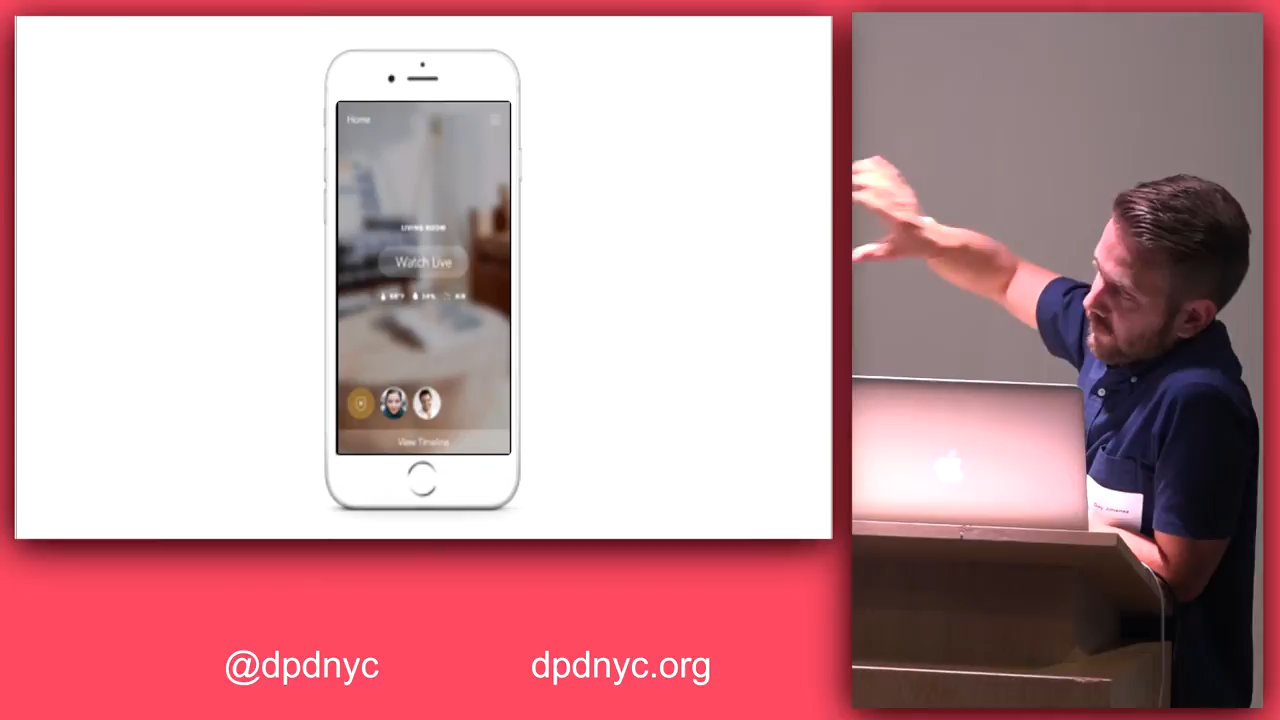 Home
LIVING ROOM
Watch Live
View Timeline
@dpdnyc
dpdnyc.org